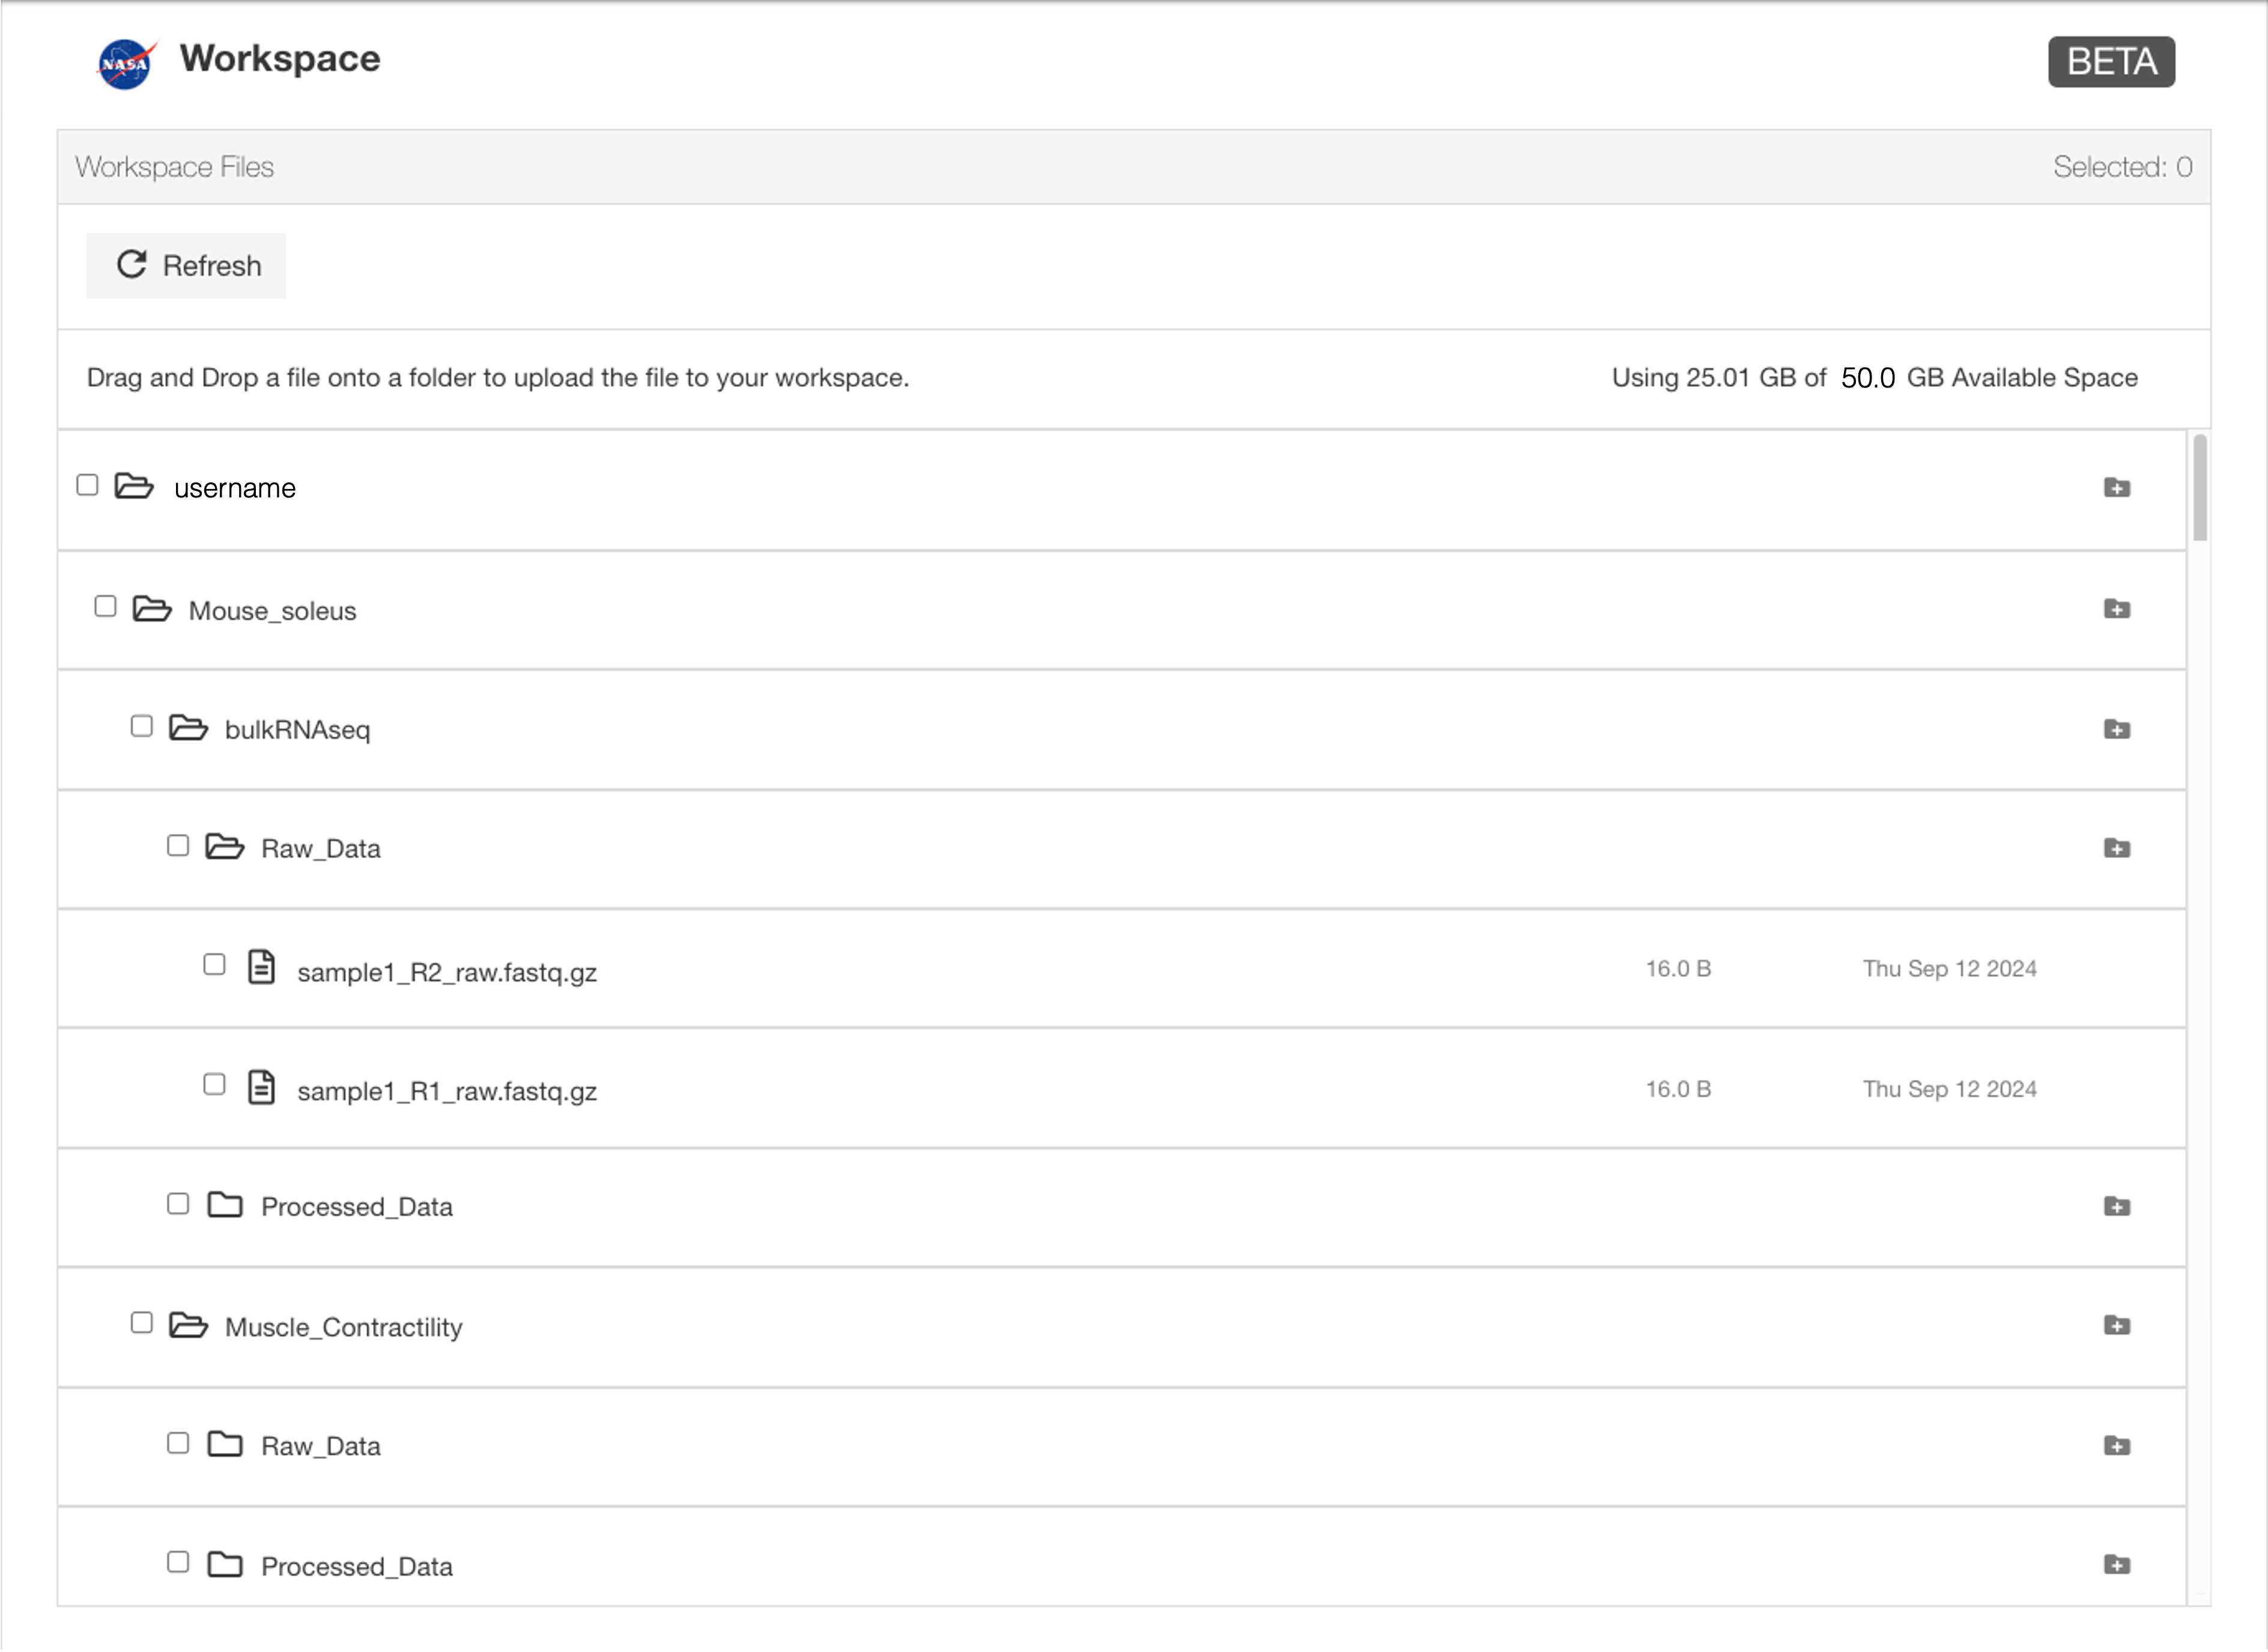 NASA Workspace BETA
Workspace Files Selected: 0
Refresh
Drag and Drop a file onto a folder to upload the file to your workspace. Using 25.01 GB of 50.0 GB Available Space
username
Mouse_soleus
bulkRNAseq
Raw_Data
sample1_R2_raw.fastq.gz 16.0 B Thu Sep 12 2024
sample1_R1_raw.fastq.gz 16.0 B Thu Sep 12 2024
Processed_Data
Muscle_Contractility
Raw_Data
Processed_Data